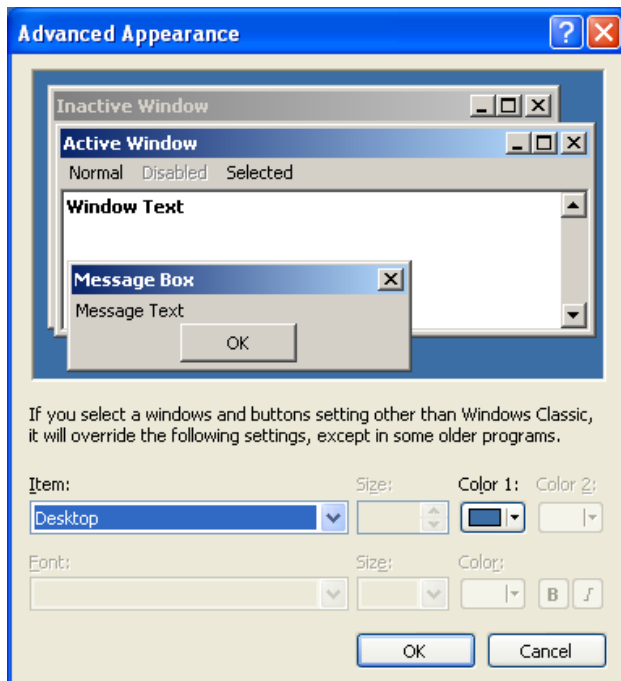 Advanced Appearance
Inactive Window
Active Window
Normal Disabled Selected
Window Text
Message Box
Message Text
OK
If you select a windows and buttons setting other than Windows Classic,
it will override the following settings, except in some older programs.
Item: Size: Color 1: Color 2:
Desktop
Font: Size: Color:
B I
OK Cancel